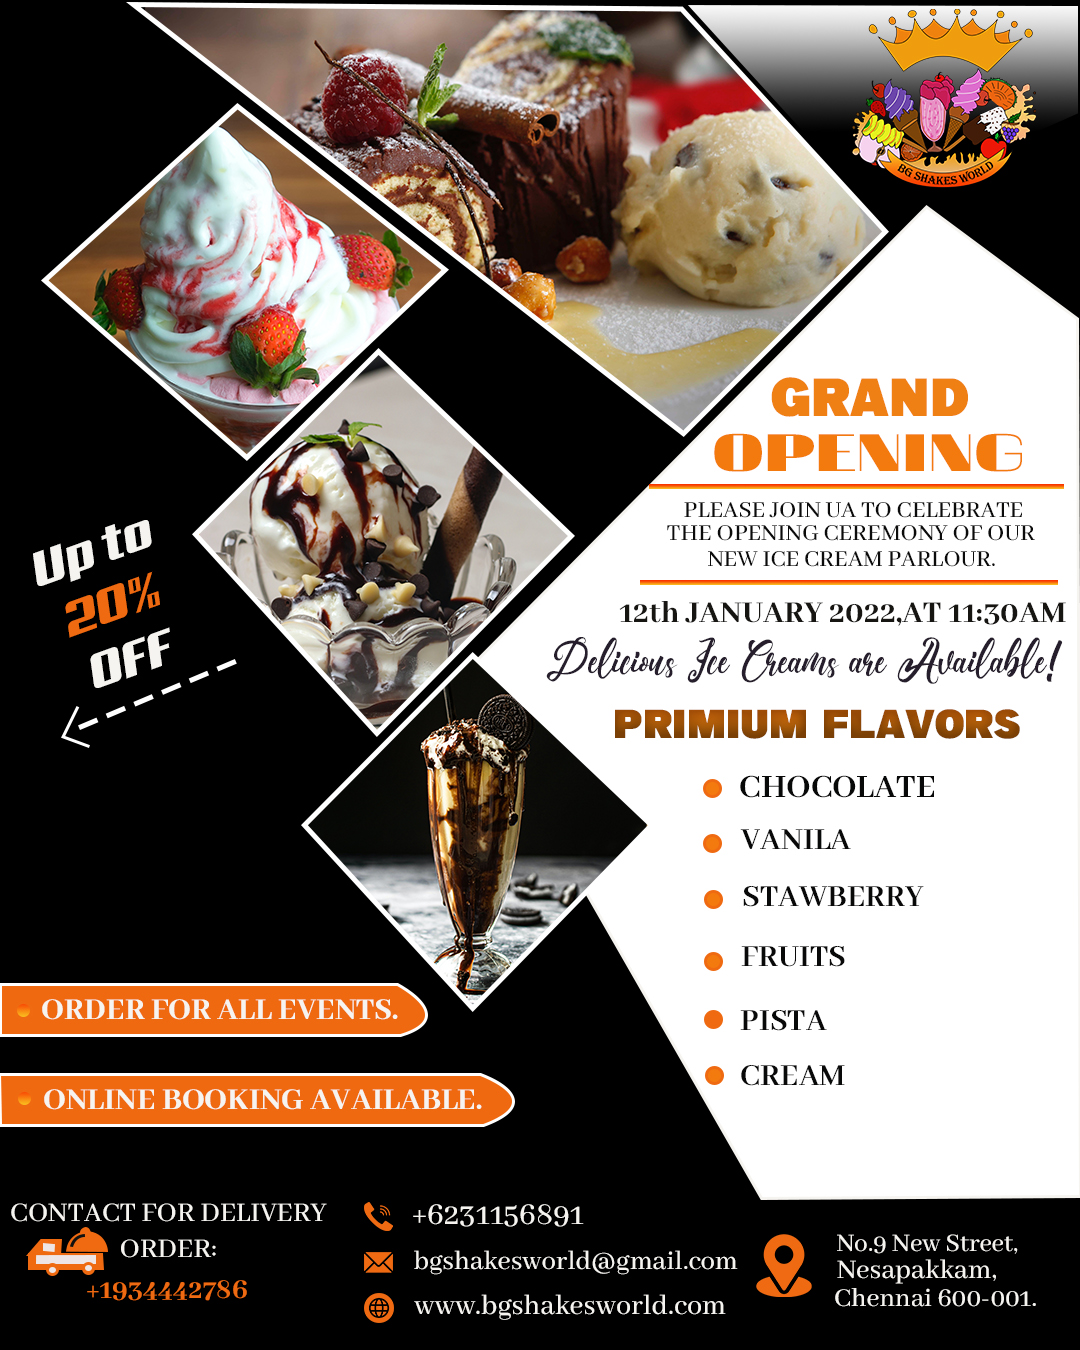 BG SHAKES WORLD
GRAND
OPENING
PLEASE JOIN UA TO CELEBRATE
THE OPENING CEREMONY OF OUR
NEW ICE CREAM PARLOUR.
12th JANUARY 2022,AT 11:30AM
Delicious Ice Creams are Available!
Up to
20%
OFF
PRIMIUM FLAVORS
CHOCOLATE
VANILA
STAWBERRY
FRUITS
PISTA
CREAM
ORDER FOR ALL EVENTS.
ONLINE BOOKING AVAILABLE.
CONTACT FOR DELIVERY
ORDER:
+1934442786
+6231156891
bgshakesworld@gmail.com
www.bgshakesworld.com
No.9 New Street,
Nesapakkam,
Chennai 600-001.